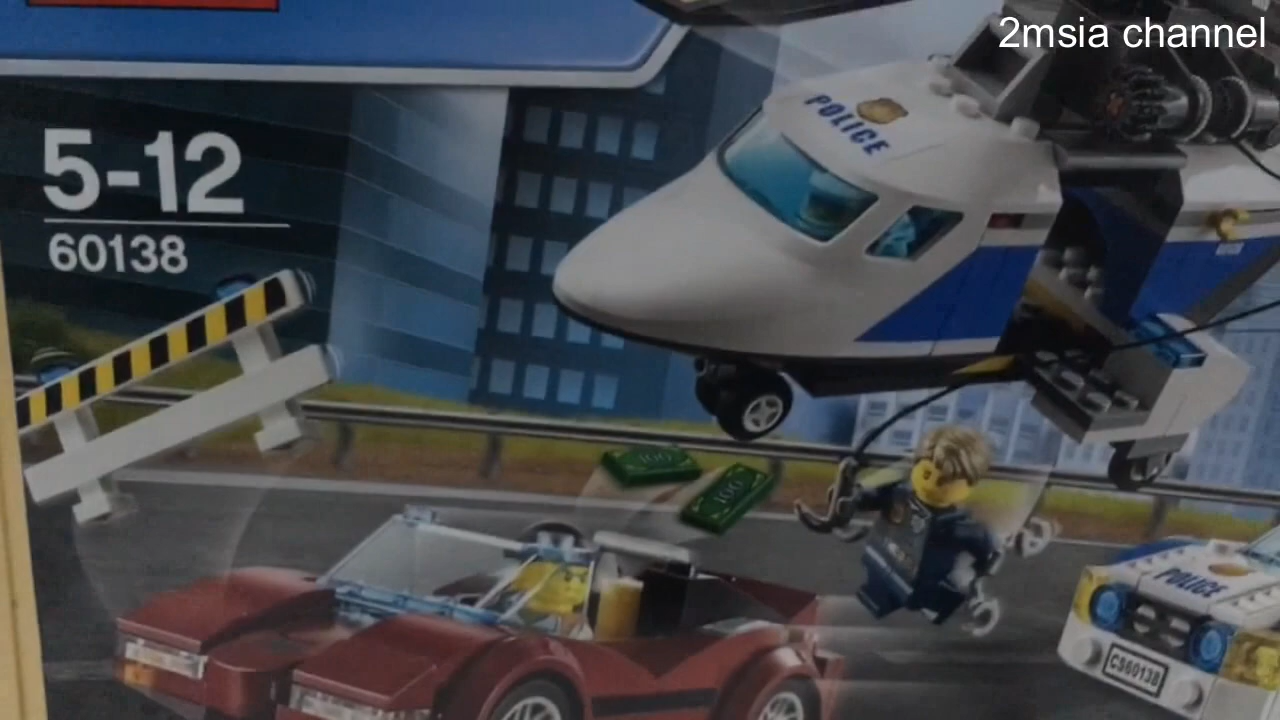 2msia channel
5-12
60138
POLICE
100
100
POLICE
CS60138